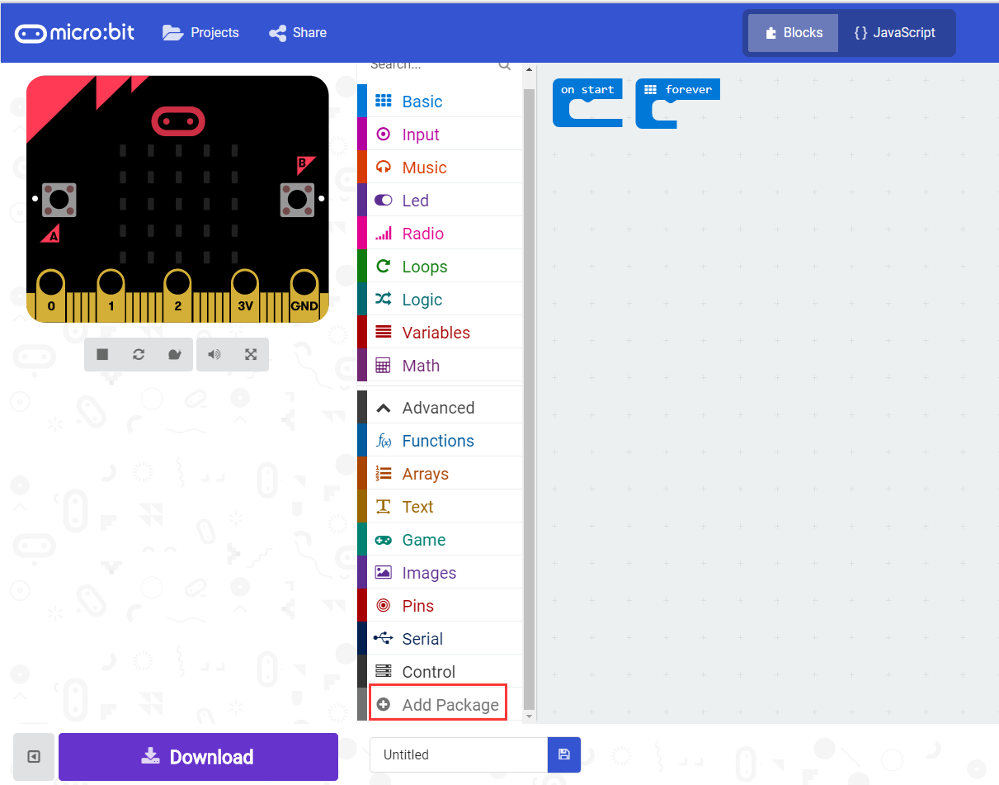 micro:bit Projects Share Blocks { } JavaScript
Search...
Basic
Input
Music
Led
Radio
Loops
Logic
Variables
Math
Advanced
f(x) Functions
Arrays
Text
Game
Images
Pins
Serial
Control
Add Package
on start
forever
B
A
0 1 2 3V GND
Download
Untitled